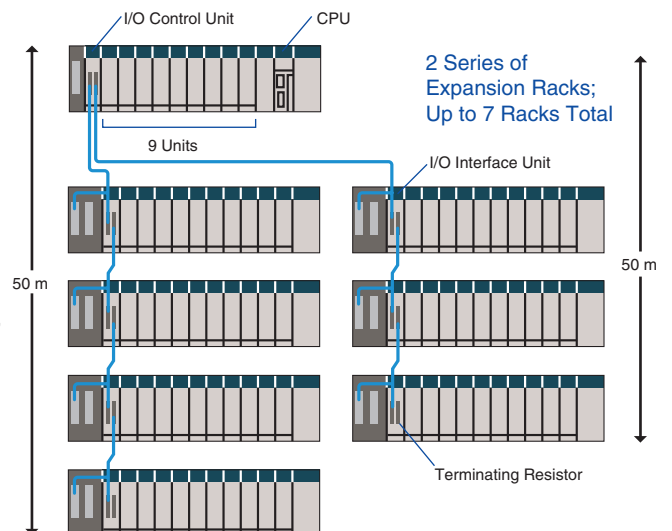 I/O Control Unit
CPU
2 Series of
Expansion Racks;
Up to 7 Racks Total
9 Units
I/O Interface Unit
50 m
50 m
Terminating Resistor